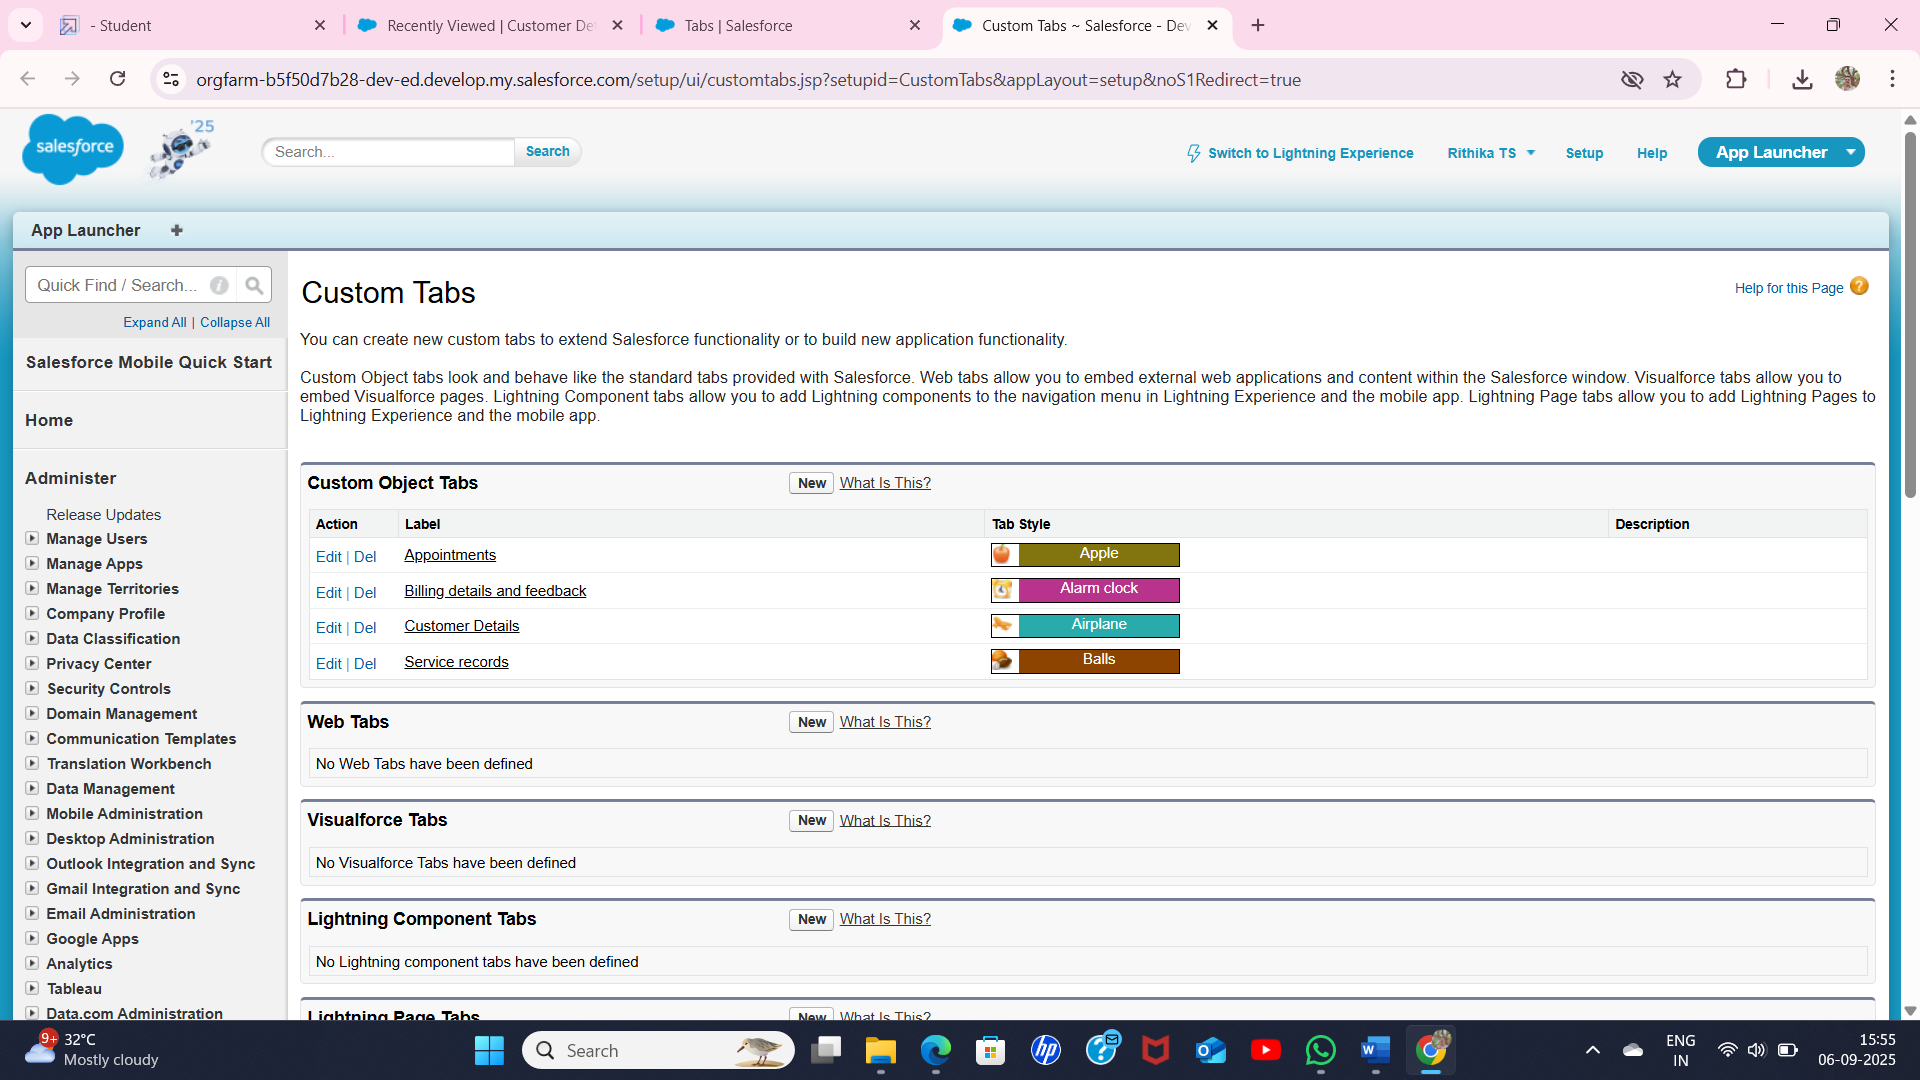 - Student
Recently Viewed | Customer De
Tabs | Salesforce
Custom Tabs ~ Salesforce - Dev
orgfarm-b5f50d7b28-dev-ed.develop.my.salesforce.com/setup/ui/customtabs.jsp?setupid=CustomTabs&appLayout=setup&noS1Redirect=true
salesforce
'25
Search...
Search
Switch to Lightning Experience
Rithika TS
Setup
Help
App Launcher
App Launcher
Quick Find / Search...
Expand All | Collapse All
Salesforce Mobile Quick Start
Home
Administer
Release Updates
Manage Users
Manage Apps
Manage Territories
Company Profile
Data Classification
Privacy Center
Security Controls
Domain Management
Communication Templates
Translation Workbench
Data Management
Mobile Administration
Desktop Administration
Outlook Integration and Sync
Gmail Integration and Sync
Email Administration
Google Apps
Analytics
Tableau
Data.com Administration
Custom Tabs
Help for this Page
You can create new custom tabs to extend Salesforce functionality or to build new application functionality.
Custom Object tabs look and behave like the standard tabs provided with Salesforce. Web tabs allow you to embed external web applications and content within the Salesforce window. Visualforce tabs allow you to
embed Visualforce pages. Lightning Component tabs allow you to add Lightning components to the navigation menu in Lightning Experience and the mobile app. Lightning Page tabs allow you to add Lightning Pages to
Lightning Experience and the mobile app.
Custom Object Tabs New What Is This?
Action Label Tab Style Description
Edit | Del Appointments Apple
Edit | Del Billing details and feedback Alarm clock
Edit | Del Customer Details Airplane
Edit | Del Service records Balls
Web Tabs New What Is This?
No Web Tabs have been defined
Visualforce Tabs New What Is This?
No Visualforce Tabs have been defined
Lightning Component Tabs New What Is This?
No Lightning component tabs have been defined
Lightning Page Tabs New What Is This?
9+
32°C
Mostly cloudy
Search
ENG
IN
15:55
06-09-2025